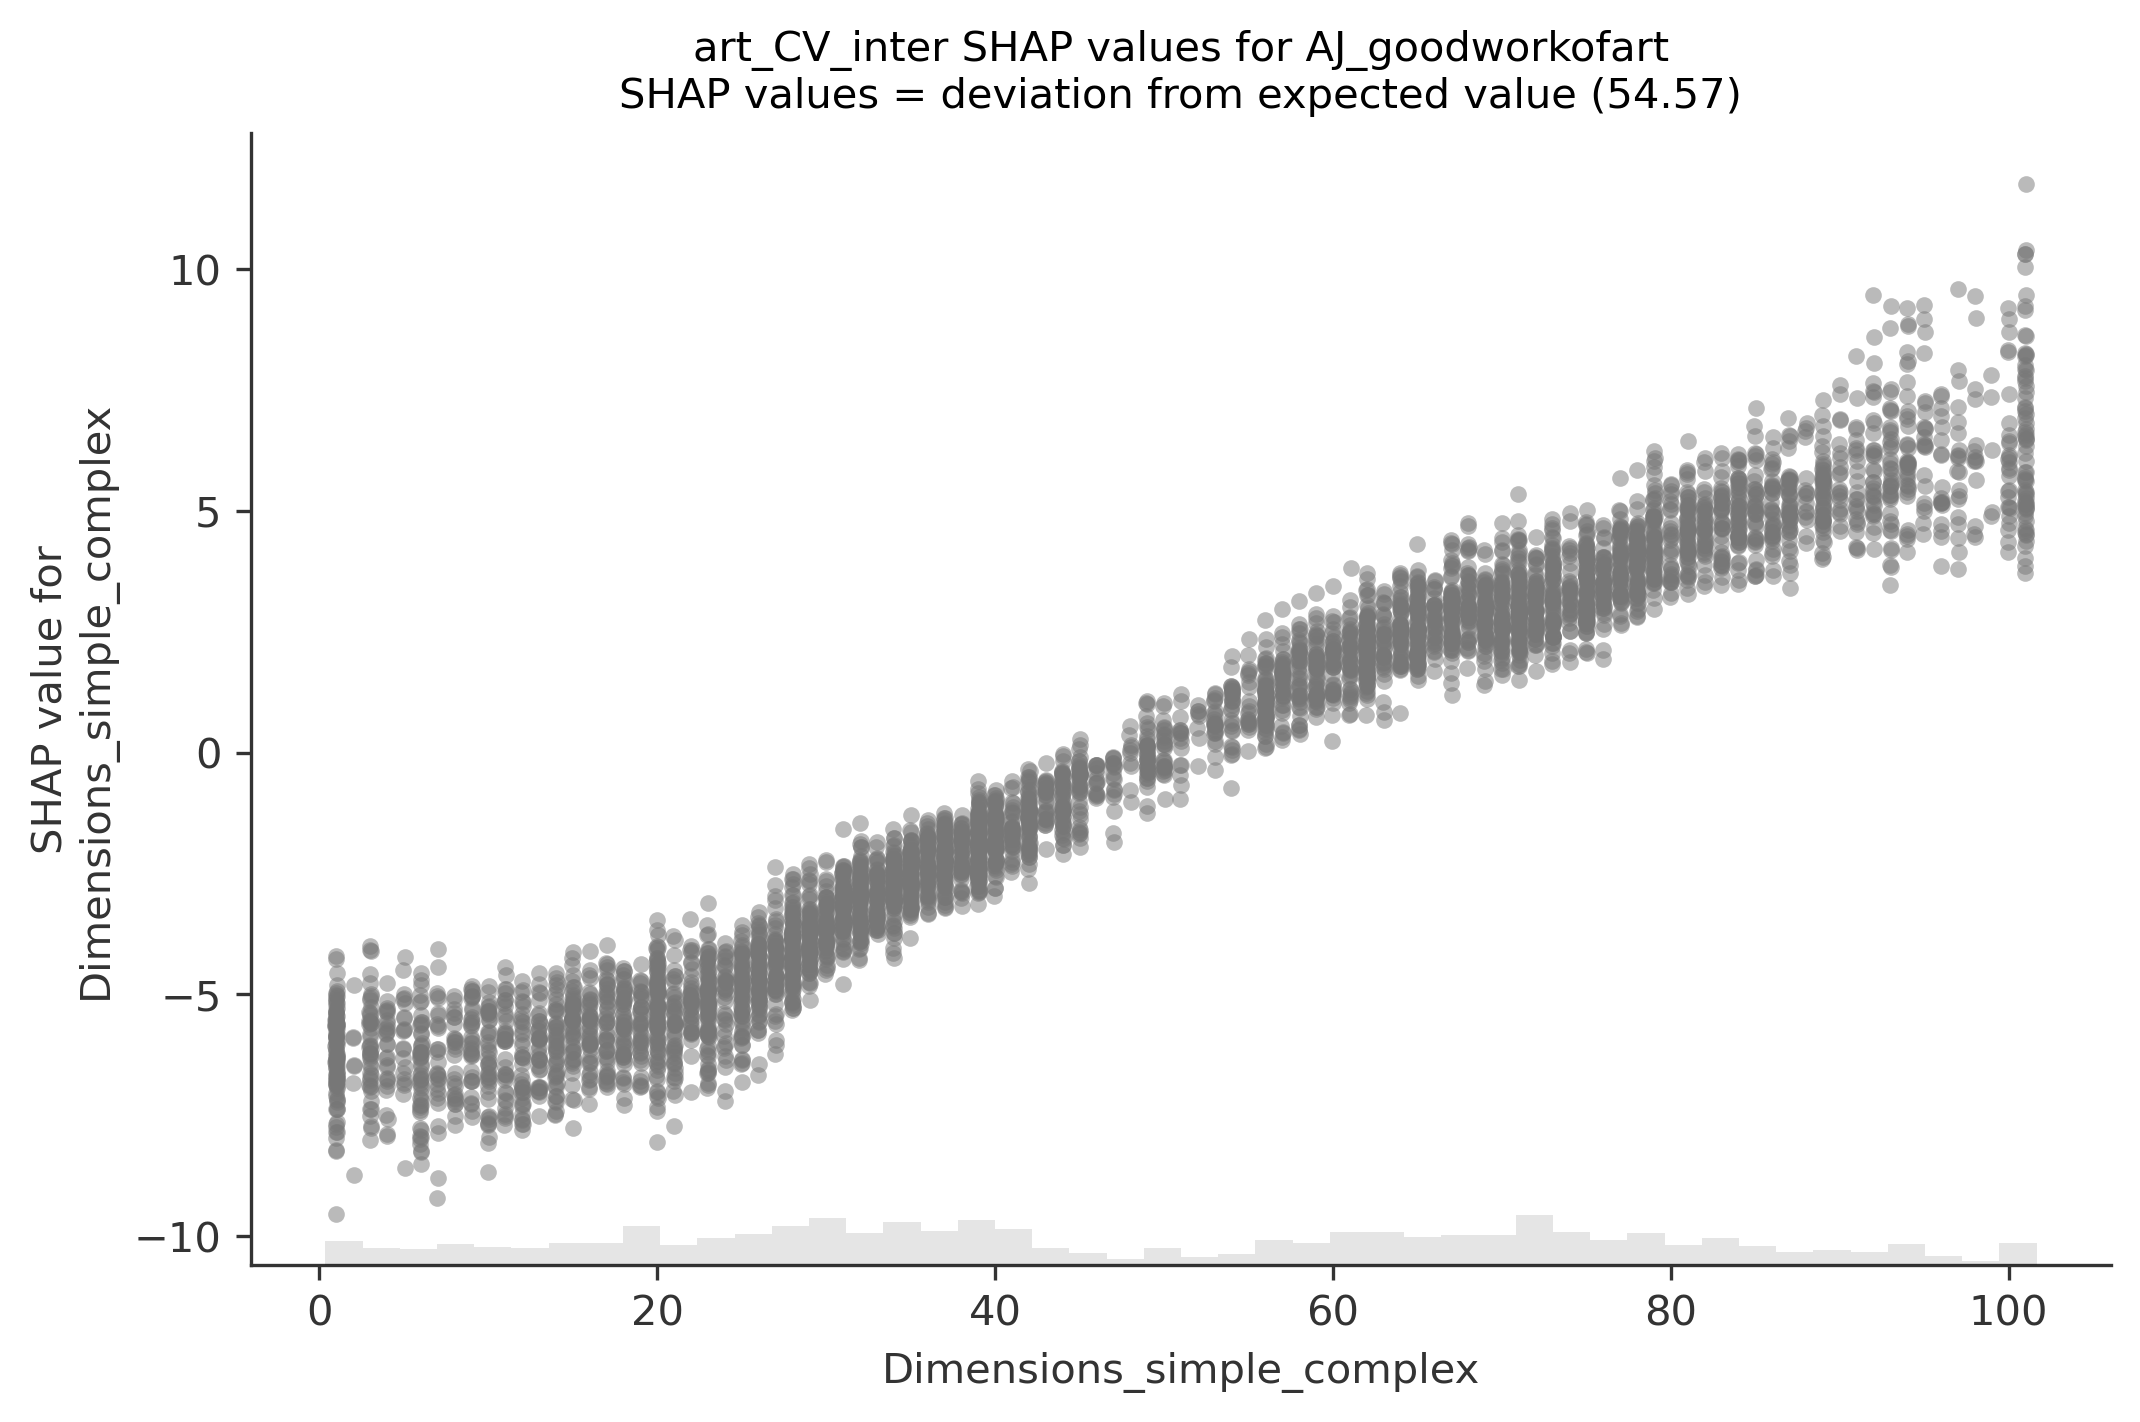 art_CV_inter SHAP values for AJ_goodworkofart
SHAP values = deviation from expected value (54.57)
SHAP value for
Dimensions_simple_complex
10
5
0
−5
−10
0
20
40
60
80
100
Dimensions_simple_complex